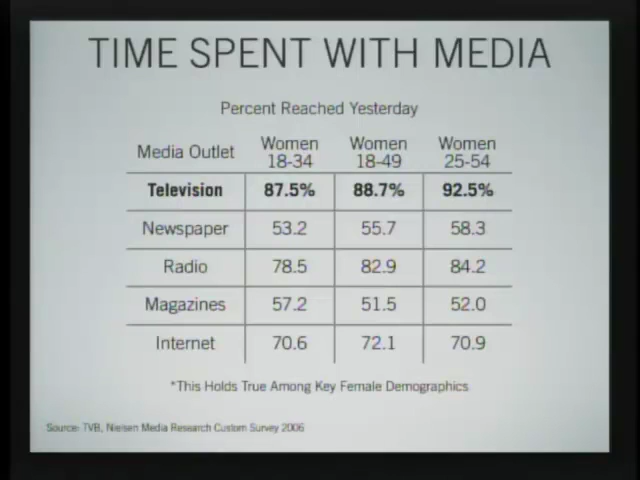 TIME SPENT WITH MEDIA
Percent Reached Yesterday
Media Outlet Women 18-34 Women 18-49 Women 25-54
Television 87.5% 88.7% 92.5%
Newspaper 53.2 55.7 58.3
Radio 78.5 82.9 84.2
Magazines 57.2 51.5 52.0
Internet 70.6 72.1 70.9
*This Holds True Among Key Female Demographics
Source: TVB, Nielsen Media Research Custom Survey 2006